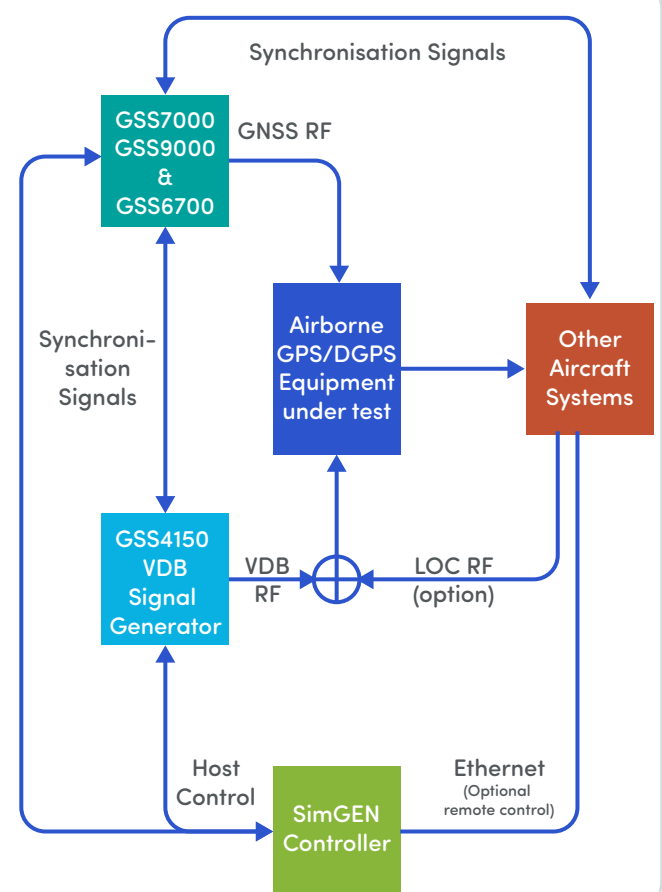 Synchronisation Signals
GSS7000
GSS9000
&
GSS6700
GNSS RF
Synchroni-
sation
Signals
Airborne
GPS/DGPS
Equipment
under test
Other
Aircraft
Systems
GSS4150
VDB
Signal
Generator
VDB
RF
LOC RF
(option)
Host
Control
SimGEN
Controller
Ethernet
(Optional
remote control)